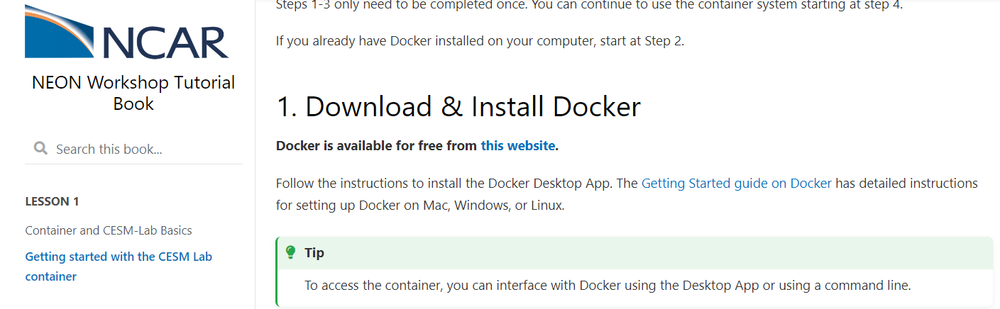 NCAR
NEON Workshop Tutorial
Book
Search this book...
LESSON 1
Container and CESM-Lab Basics
Getting started with the CESM Lab
container
Steps 1-3 only need to be completed once. You can continue to use the container system starting at step 4.
If you already have Docker installed on your computer, start at Step 2.
1. Download & Install Docker
Docker is available for free from this website.
Follow the instructions to install the Docker Desktop App. The Getting Started guide on Docker has detailed instructions
for setting up Docker on Mac, Windows, or Linux.
Tip
To access the container, you can interface with Docker using the Desktop App or using a command line.